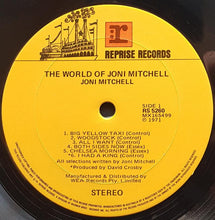 REPRISE RECORDS
THE WORLD OF JONI MITCHELL
JONI MITCHELL
SIDE 1
RS 5260
MX165499
℗ 1971
1. BIG YELLOW TAXI (Control)
2. WOODSTOCK (Control)
3. ALL I WANT (Control)
4. BOTH SIDES NOW (Essex)
5. CHELSEA MORNING (Essex)
*6. I HAD A KING (Control)
All selections written by Joni Mitchell
*Produced by David Crosby
Manufactured & Distributed by
WEA Records Pty. Limited
STEREO